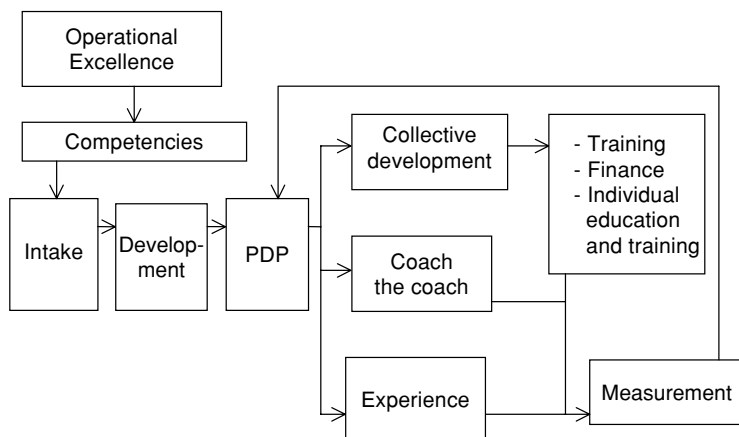 Operational
Excellence
Competencies
Intake
Develop-
ment
PDP
Collective
development
- Training
- Finance
- Individual
education
and training
Coach
the coach
Experience
Measurement